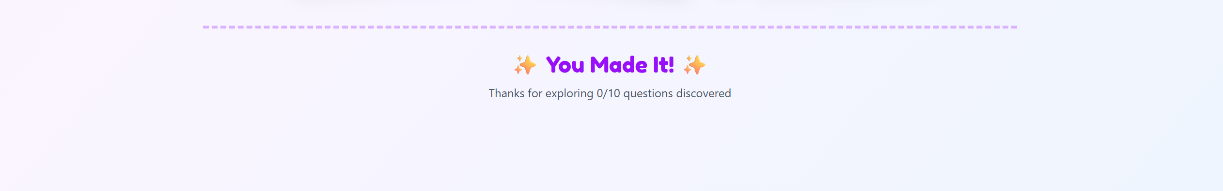 ✨ You Made It! ✨
Thanks for exploring 0/10 questions discovered